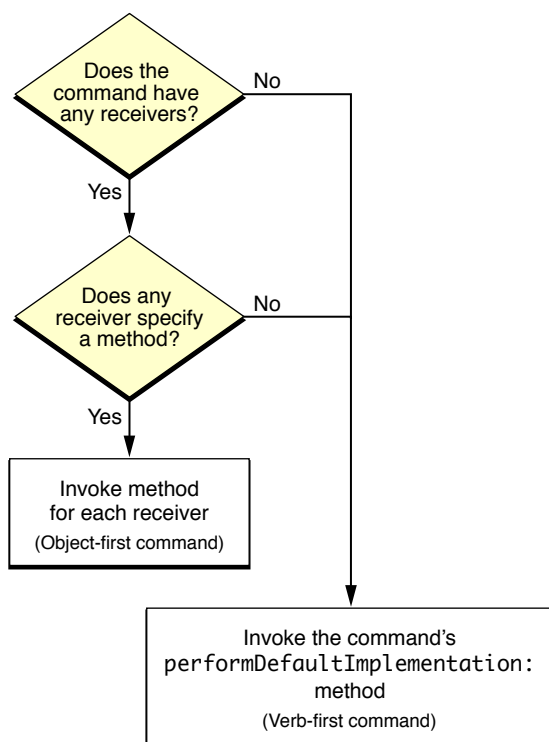 Does the
command have
any receivers?
No
Yes
Does any
receiver specify
a method?
No
Yes
Invoke method
for each receiver
(Object-first command)
Invoke the command’s
performDefaultImplementation:
method
(Verb-first command)